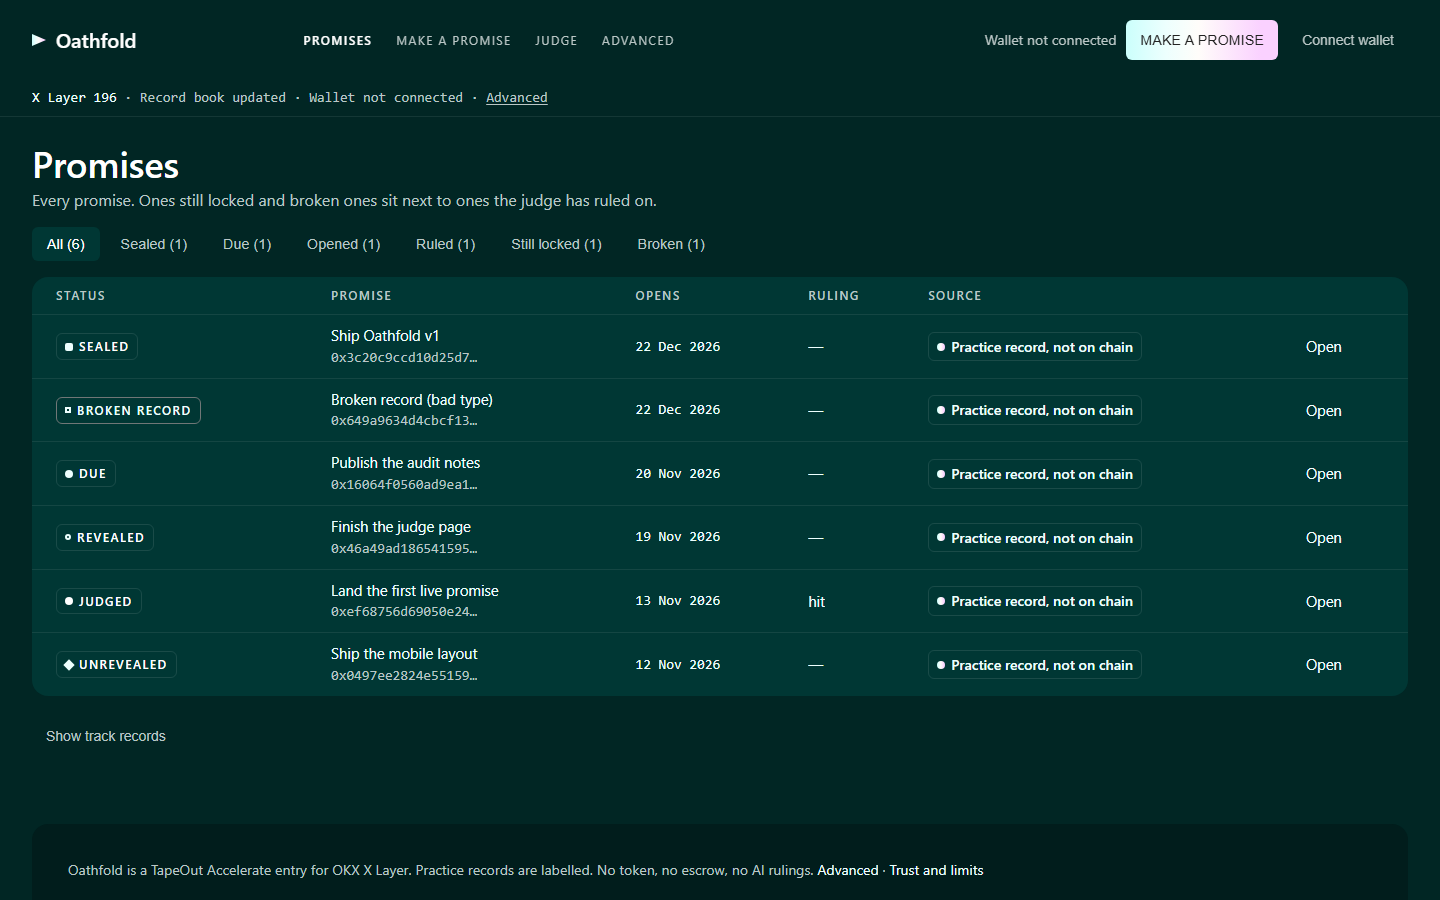 Oathfold
PROMISES MAKE A PROMISE JUDGE ADVANCED
Wallet not connected MAKE A PROMISE Connect wallet
X Layer 196 · Record book updated · Wallet not connected · Advanced
Promises
Every promise. Ones still locked and broken ones sit next to ones the judge has ruled on.
All (6) Sealed (1) Due (1) Opened (1) Ruled (1) Still locked (1) Broken (1)
STATUS PROMISE OPENS RULING SOURCE
SEALED Ship Oathfold v1 22 Dec 2026 — Practice record, not on chain Open
0x3c20c9ccd10d25d7…
BROKEN RECORD Broken record (bad type) 22 Dec 2026 — Practice record, not on chain Open
0x649a9634d4cbcf13…
DUE Publish the audit notes 20 Nov 2026 — Practice record, not on chain Open
0x16064f0560ad9ea1…
REVEALED Finish the judge page 19 Nov 2026 — Practice record, not on chain Open
0x46a49ad186541595…
JUDGED Land the first live promise 13 Nov 2026 hit Practice record, not on chain Open
0xef68756d69050e24…
UNREVEALED Ship the mobile layout 12 Nov 2026 — Practice record, not on chain Open
0x0497ee2824e55159…
Show track records
Oathfold is a TapeOut Accelerate entry for OKX X Layer. Practice records are labelled. No token, no escrow, no AI rulings. Advanced · Trust and limits